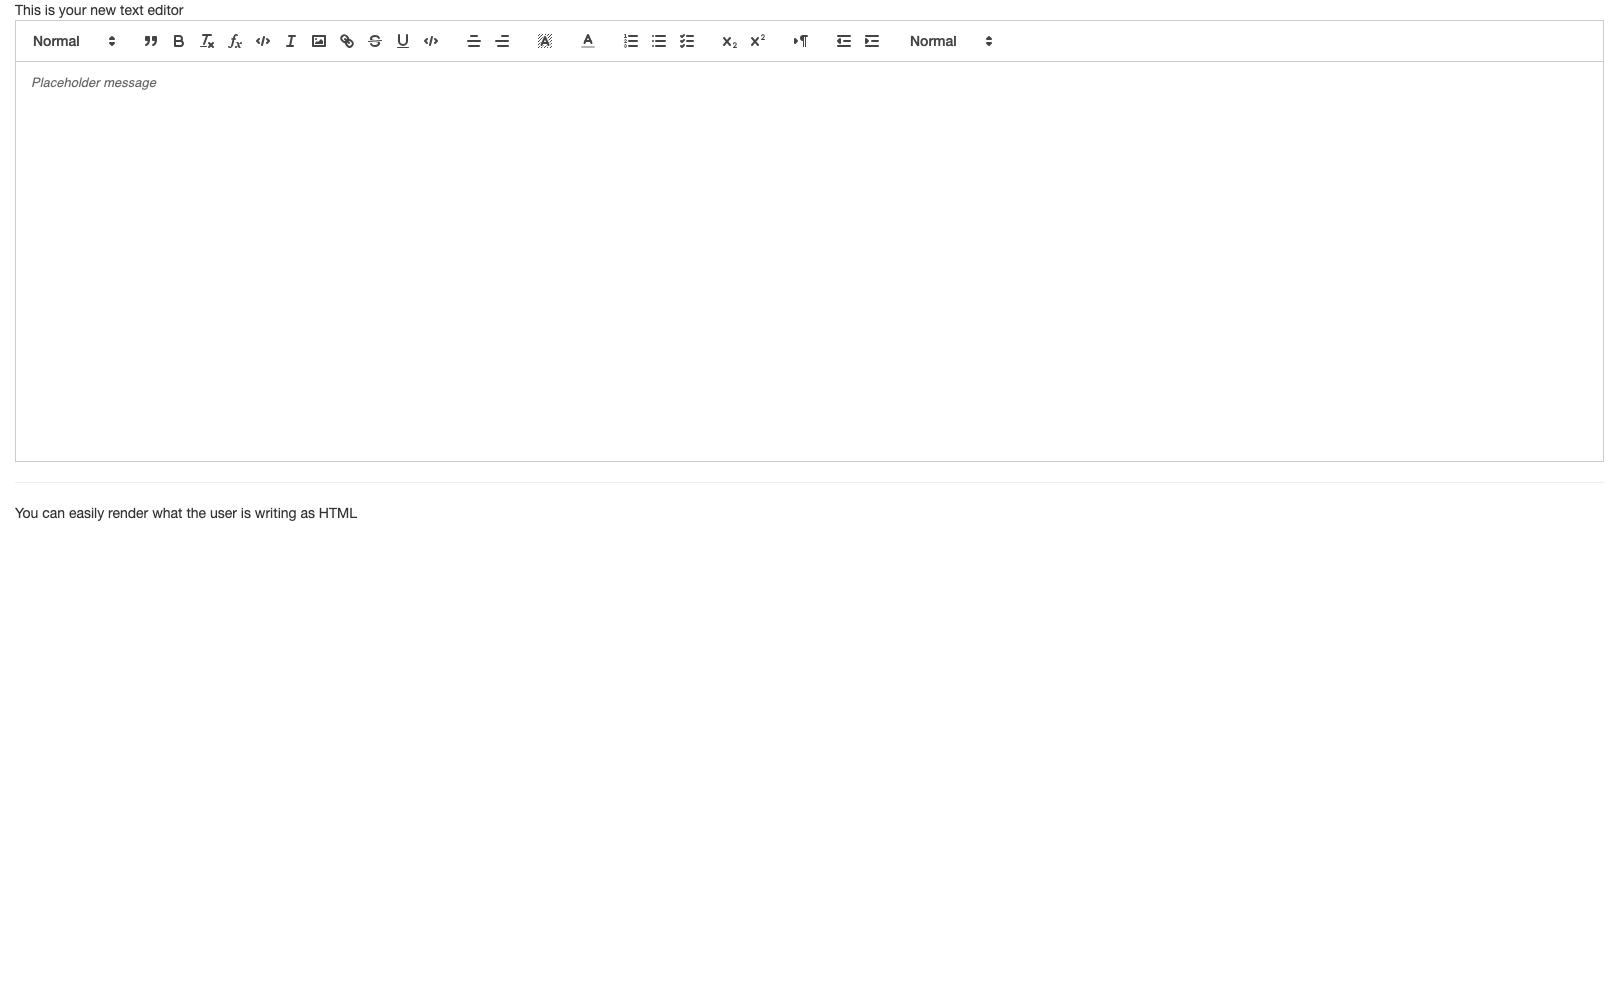 This is your new text editor
Normal Normal
Placeholder message
You can easily render what the user is writing as HTML